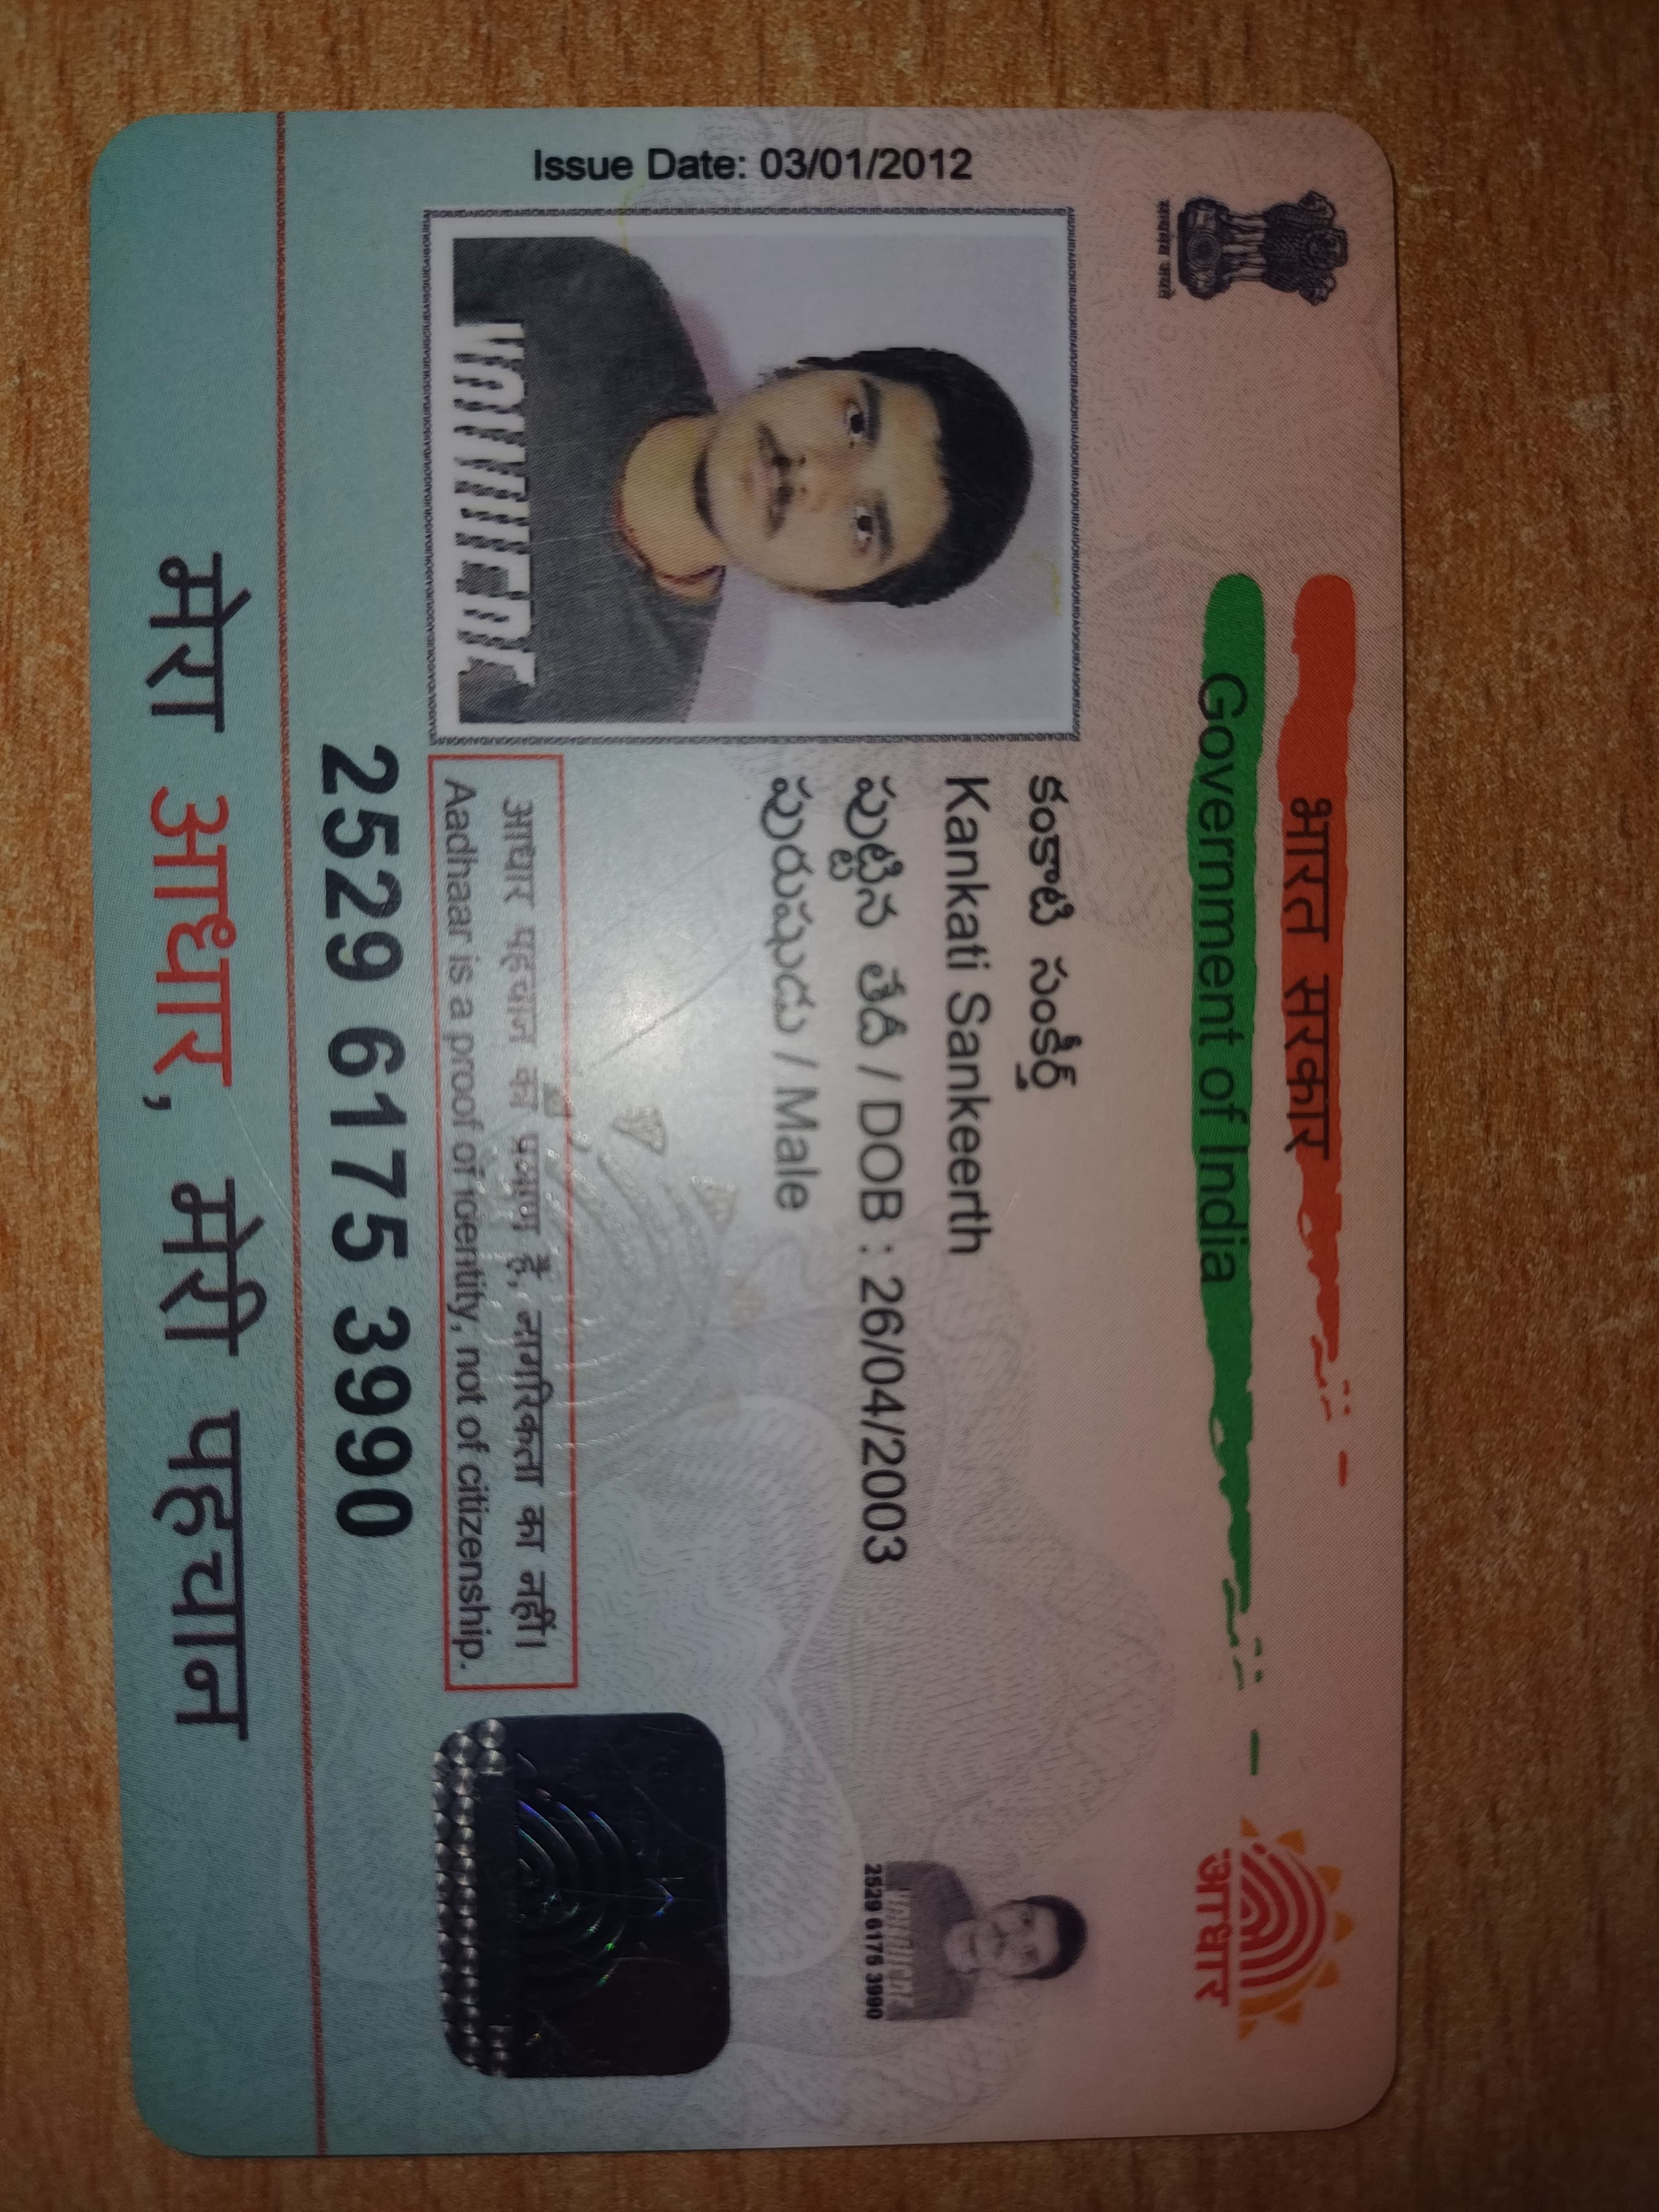 भारत सरकार
Government of India
सत्यमेव जयते
आधार
Issue Date: 03/01/2012
కంకాటి సంకీర్త్
Kankati Sankeerth
పుట్టిన తేదీ / DOB : 26/04/2003
పురుషుడు / Male
2529 6175 3990
आधार पहचान का प्रमाण है, नागरिकता का नहीं।
Aadhaar is a proof of identity, not of citizenship.
2529 6175 3990
मेरा आधार, मेरी पहचान